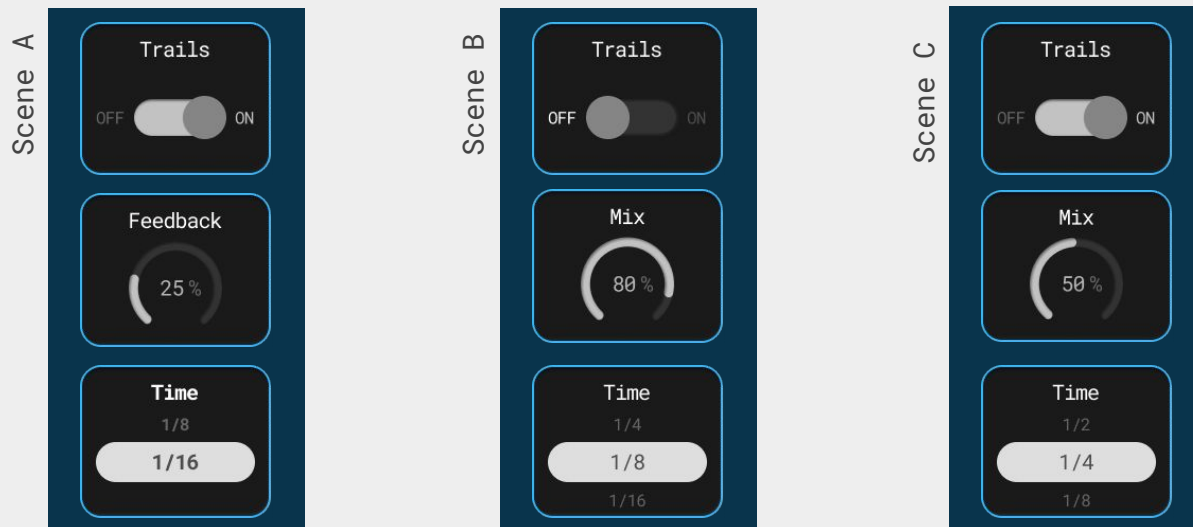 Scene A
Trails
OFF ON
Feedback
25 %
Time
1/8
1/16
Scene B
Trails
OFF ON
Mix
80 %
Time
1/4
1/8
1/16
Scene C
Trails
OFF ON
Mix
50 %
Time
1/2
1/4
1/8